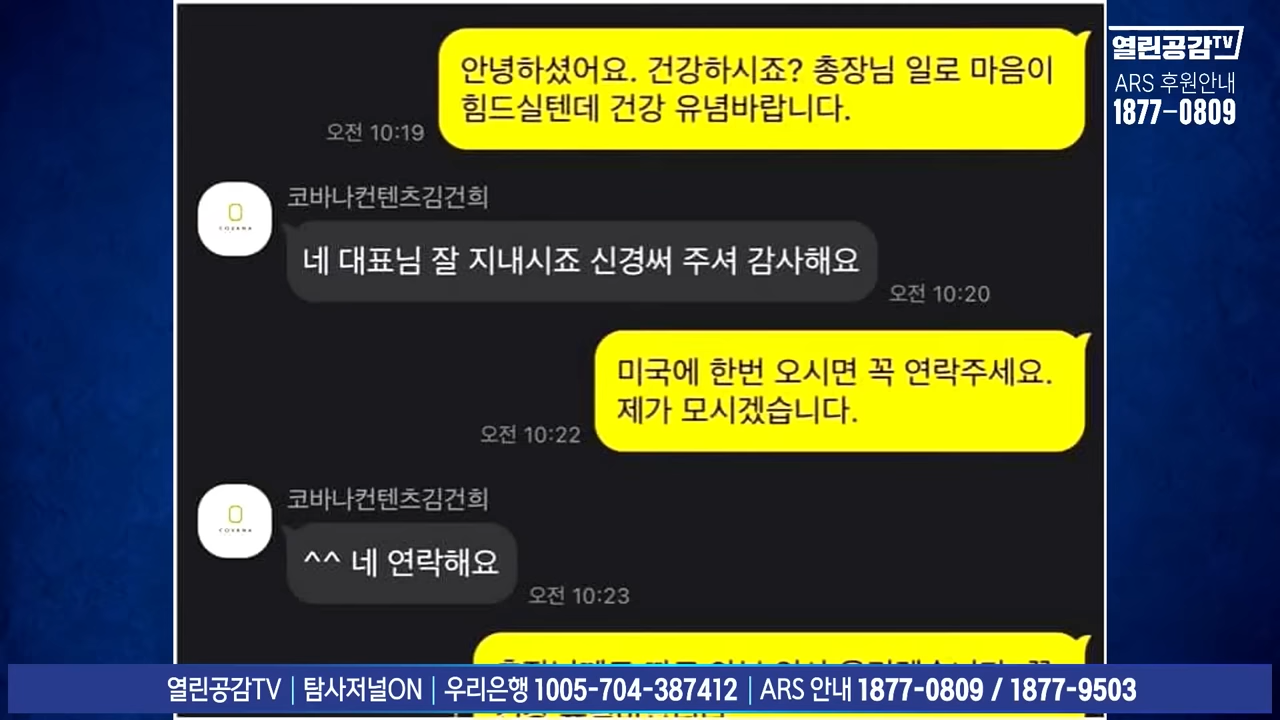 열린공감TV
ARS 후원안내
1877-0809
안녕하셨어요. 건강하시죠? 총장님 일로 마음이
힘드실텐데 건강 유념바랍니다.
오전 10:19
코바나컨텐츠김건희
COVANA
네 대표님 잘 지내시죠 신경써 주셔 감사해요
오전 10:20
미국에 한번 오시면 꼭 연락주세요.
제가 모시겠습니다.
오전 10:22
코바나컨텐츠김건희
COVANA
^^ 네 연락해요
오전 10:23
열린공감TV | 탐사저널ON | 우리은행 1005-704-387412 | ARS 안내 1877-0809 / 1877-9503